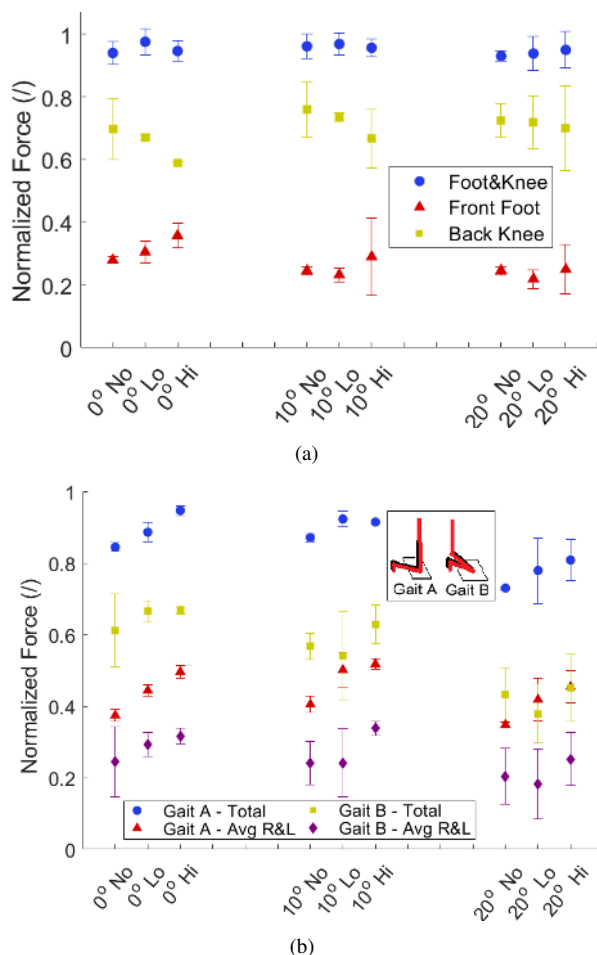 1
0.8
0.6
0.4
0.2
0
Normalized Force (/)
Foot&Knee
Front Foot
Back Knee
0° No
0° Lo
0° Hi
10° No
10° Lo
10° Hi
20° No
20° Lo
20° Hi
(a)
1
0.8
0.6
0.4
0.2
0
Normalized Force (/)
Gait A Gait B
Gait A - Total Gait B - Total
Gait A - Avg R&L Gait B - Avg R&L
0° No
0° Lo
0° Hi
10° No
10° Lo
10° Hi
20° No
20° Lo
20° Hi
(b)